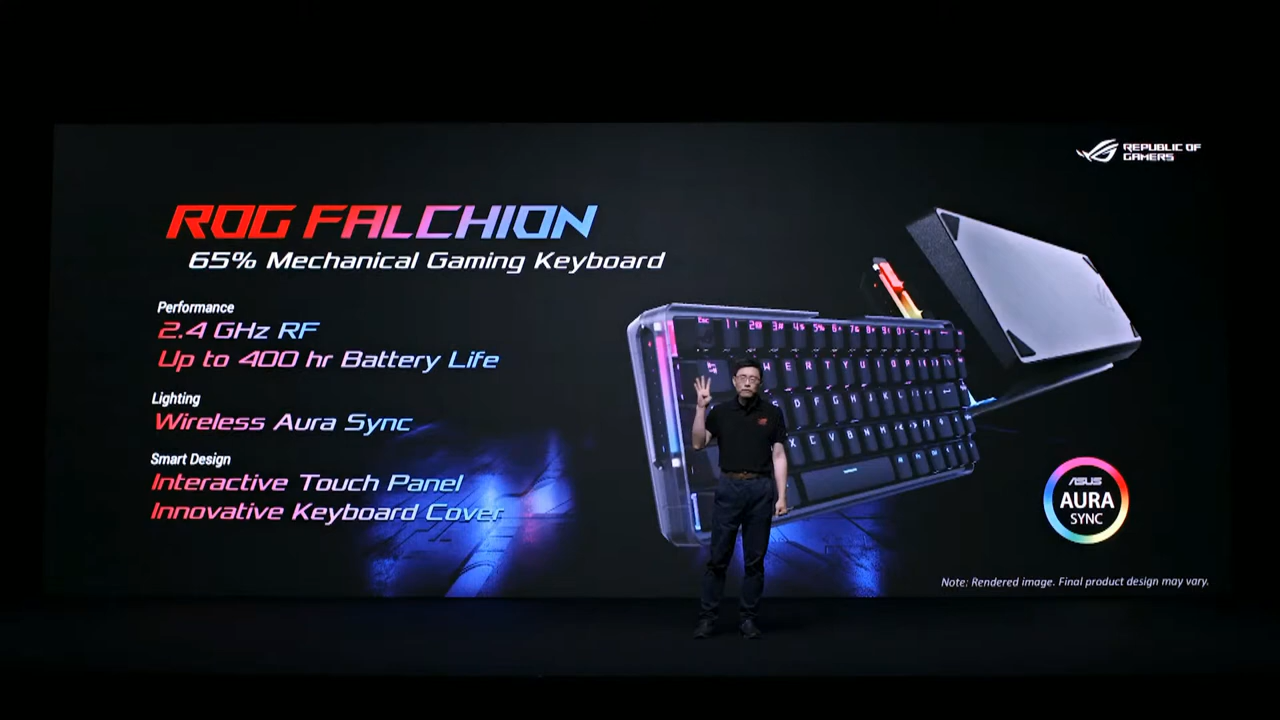 REPUBLIC OF
GAMERS
ROG FALCHION
65% Mechanical Gaming Keyboard
Performance
2.4 GHz RF
Up to 400 hr Battery Life
Lighting
Wireless Aura Sync
Smart Design
Interactive Touch Panel
Innovative Keyboard Cover
ASUS
AURA
SYNC
Note: Rendered image. Final product design may vary.